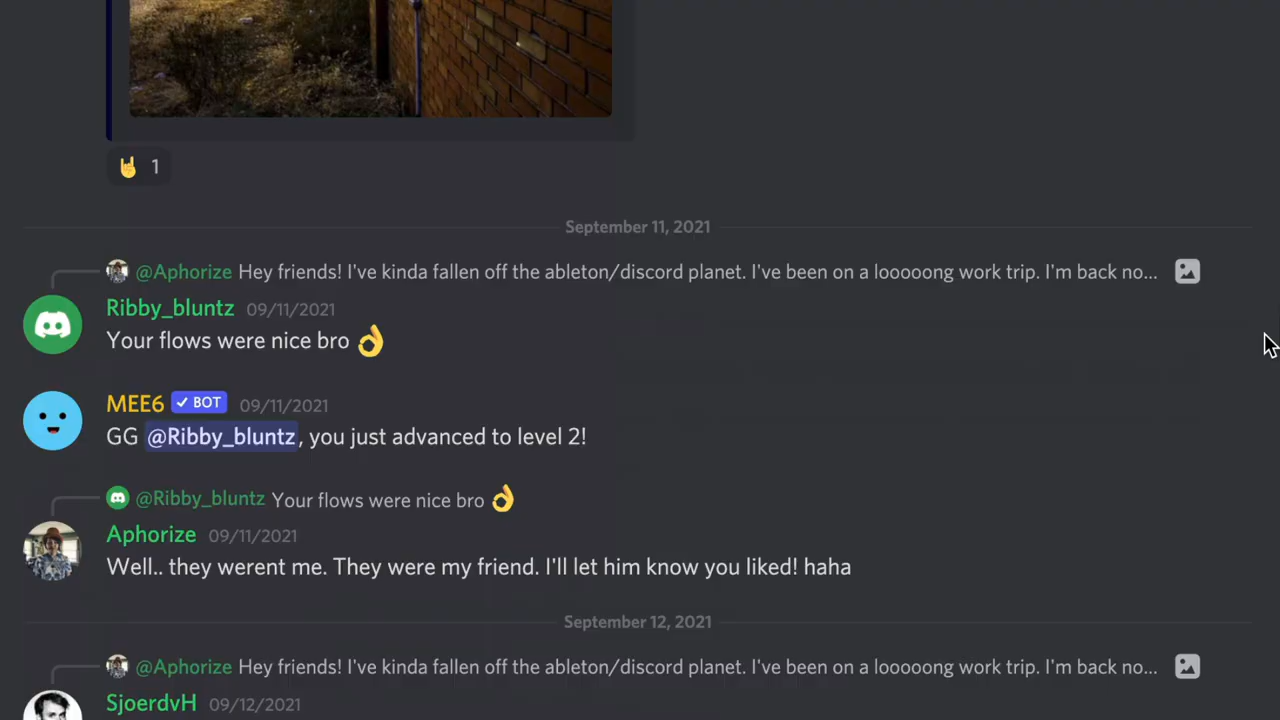 1
September 11, 2021
@Aphorize Hey friends! I've kinda fallen off the ableton/discord planet. I've been on a looooong work trip. I'm back no...
Ribby_bluntz 09/11/2021
Your flows were nice bro 👌
MEE6 ✓ BOT 09/11/2021
GG @Ribby_bluntz, you just advanced to level 2!
@Ribby_bluntz Your flows were nice bro 👌
Aphorize 09/11/2021
Well.. they werent me. They were my friend. I'll let him know you liked! haha
September 12, 2021
@Aphorize Hey friends! I've kinda fallen off the ableton/discord planet. I've been on a looooong work trip. I'm back no...
SjoerdvH 09/12/2021